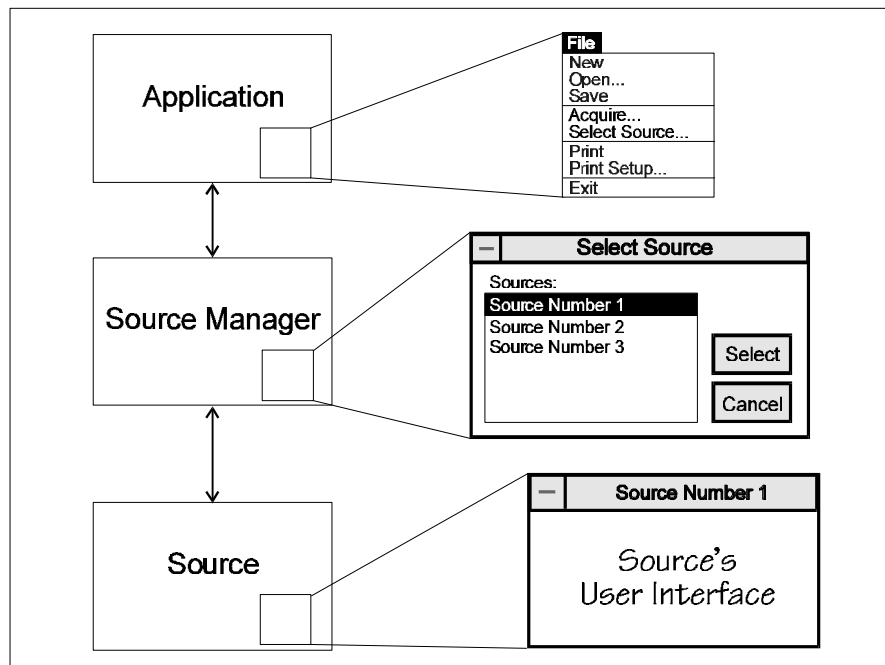 Application
File
New
Open...
Save
Acquire...
Select Source...
Print
Print Setup...
Exit
Source Manager
Select Source
Sources:
Source Number 1
Source Number 2
Source Number 3
Select
Cancel
Source
Source Number 1
Source's
User Interface